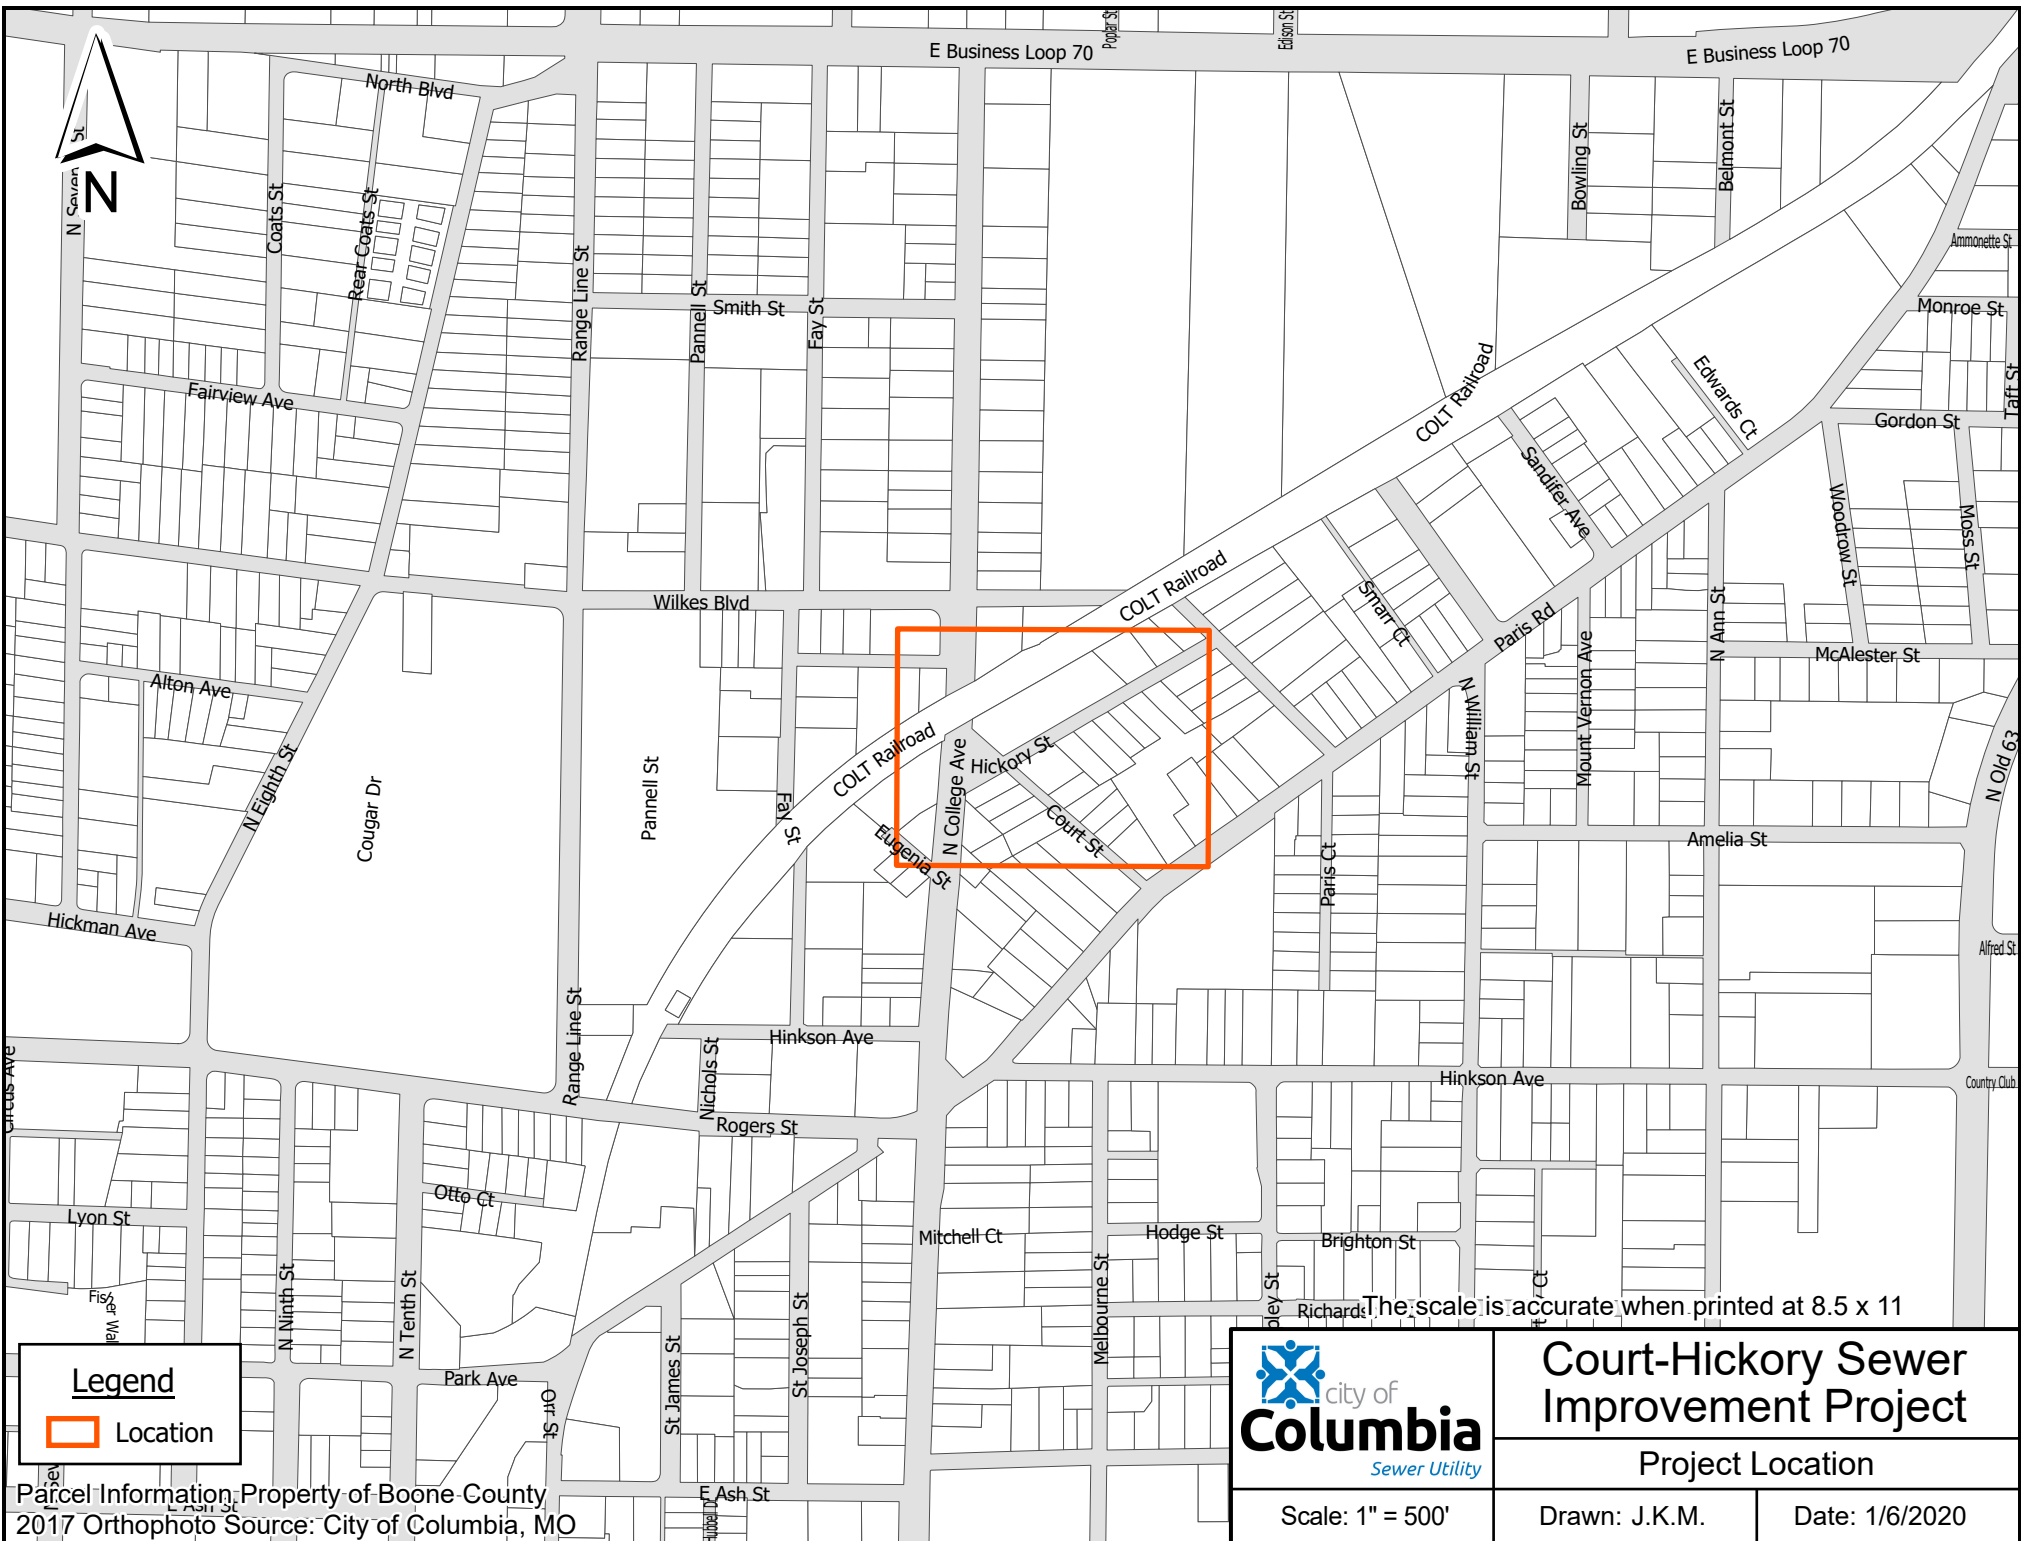 Poplar St
Edison St
E Business Loop 70
E Business Loop 70
North Blvd
N
Coats St
Rear Coats St
Range Line St
Pannell St
Smith St
Fay St
Bowling St
Belmont St
Ammonette St
Monroe St
Taft St
Gordon St
Edwards Ct
COLT Railroad
Sandifer Ave
Woodrow St
Moss St
Fairview Ave
Wilkes Blvd
COLT Railroad
Smarr Ct
Paris Rd
N Ann St
McAlester St
Mount Vernon Ave
N William St
Alton Ave
N Eighth St
Cougar Dr
Pannell St
Fay St
COLT Railroad
N College Ave
Hickory St
Court St
Eugenia St
Paris Ct
Amelia St
N Old 63
Alfred St
Hickman Ave
Range Line St
Hinkson Ave
Nichols St
Rogers St
Hinkson Ave
Country Club
Circus Ave
Otto Ct
Lyon St
N Ninth St
N Tenth St
Mitchell Ct
Melbourne St
Hodge St
Brighton St
St Joseph St
St James St
Park Ave
Orr St
E Ash St
E Ash St
The scale is accurate when printed at 8.5 x 11
Legend
Location
Parcel Information Property of Boone County
2017 Orthophoto Source: City of Columbia, MO
city of
Columbia
Sewer Utility
Court-Hickory Sewer
Improvement Project
Project Location
Scale: 1" = 500'
Drawn: J.K.M.
Date: 1/6/2020